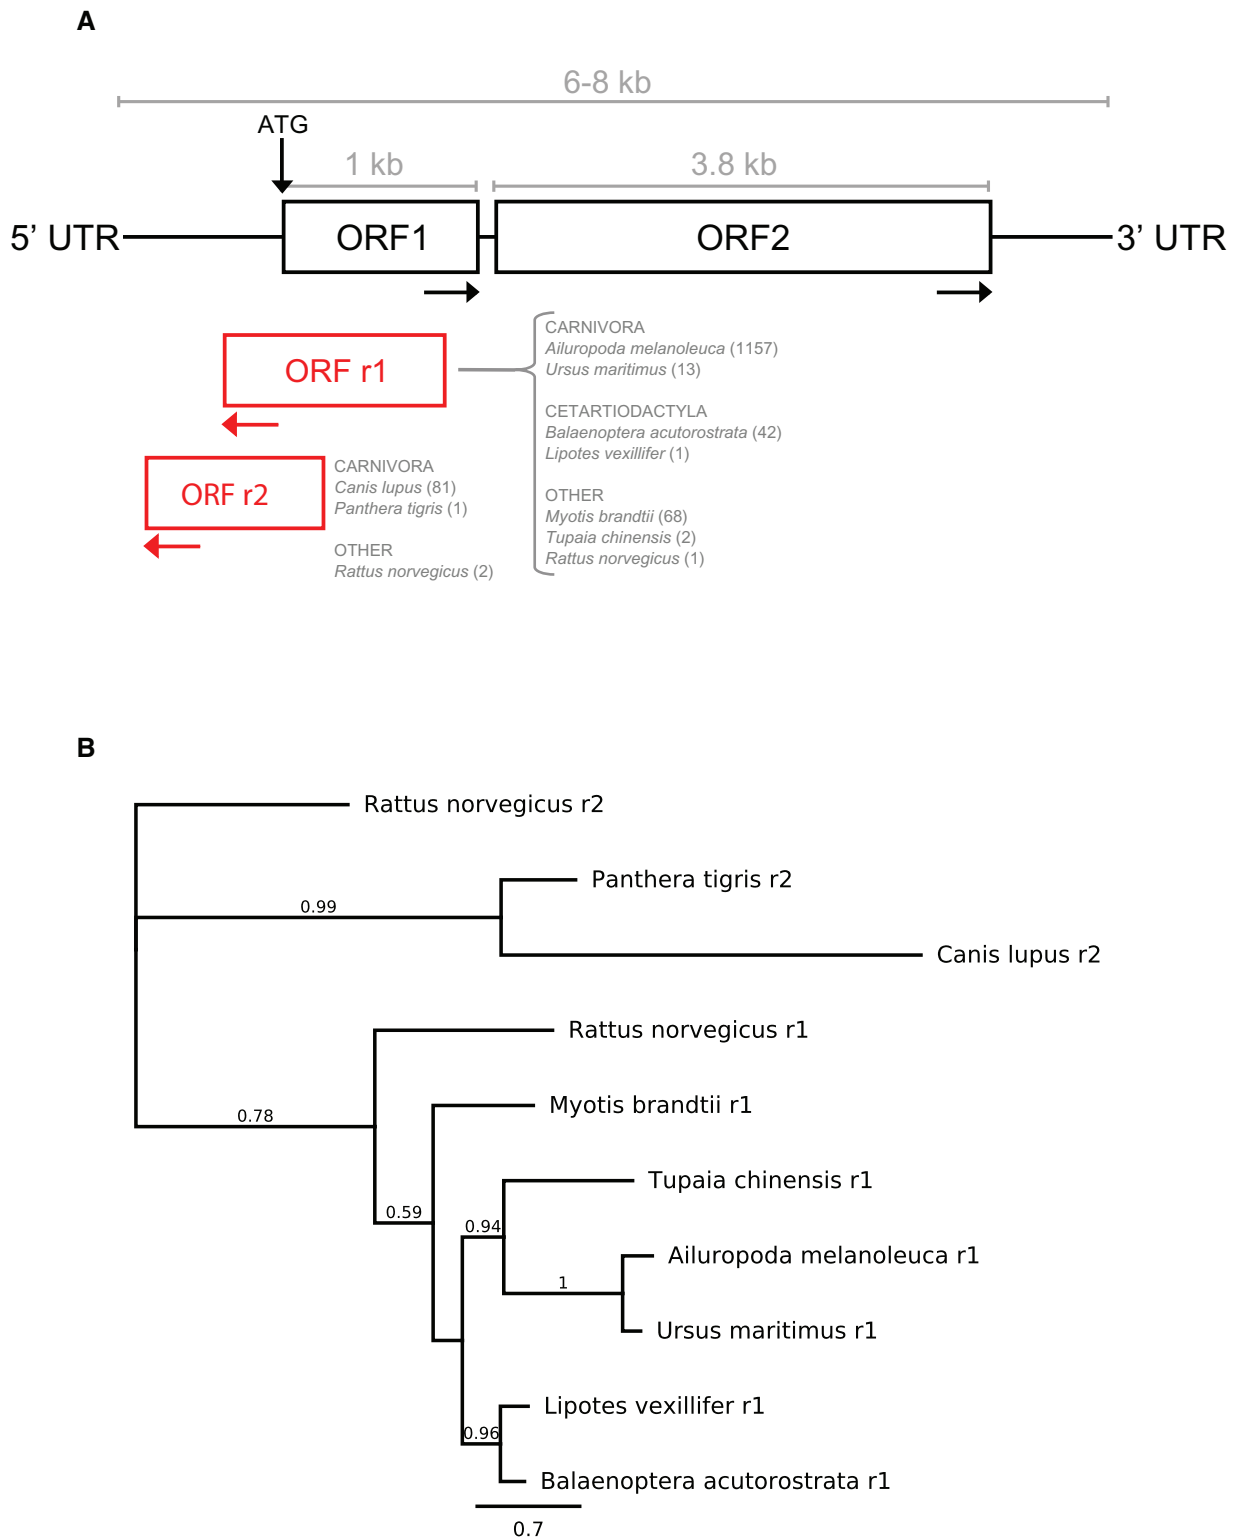 A
6-8 kb
ATG
1 kb
3.8 kb
5’ UTR
ORF1
ORF2
3’ UTR
ORF r1
CARNIVORA
Ailuropoda melanoleuca (1157)
Ursus maritimus (13)
CETARTIODACTYLA
Balaenoptera acutorostrata (42)
Lipotes vexillifer (1)
OTHER
Myotis brandtii (68)
Tupaia chinensis (2)
Rattus norvegicus (1)
ORF r2
CARNIVORA
Canis lupus (81)
Panthera tigris (1)
OTHER
Rattus norvegicus (2)
B
Rattus norvegicus r2
Panthera tigris r2
0.99
Canis lupus r2
Rattus norvegicus r1
Myotis brandtii r1
0.78
Tupaia chinensis r1
0.59
0.94
Ailuropoda melanoleuca r1
1
Ursus maritimus r1
Lipotes vexillifer r1
0.96
Balaenoptera acutorostrata r1
0.7